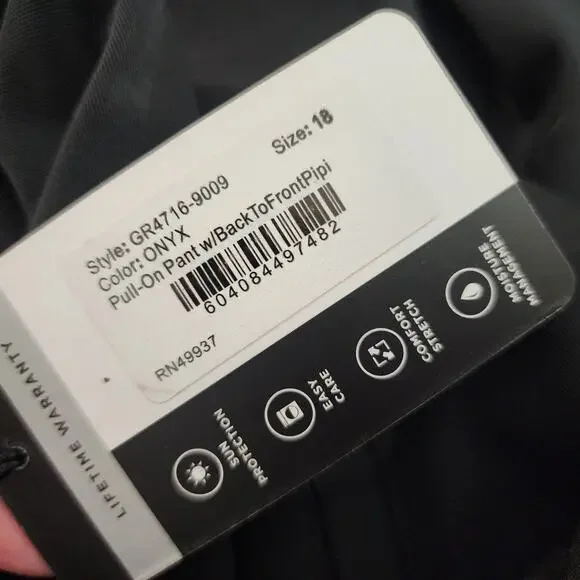 Style: GR4716-9009
Size: 18
Color: ONYX
Pull-On Pant w/BackToFrontPipi
604084497482
RN49937
SUN
PROTECTION
EASY
CARE
COMFORT
STRETCH
MOISTURE
MANAGEMENT
LIFETIME WARRANTY